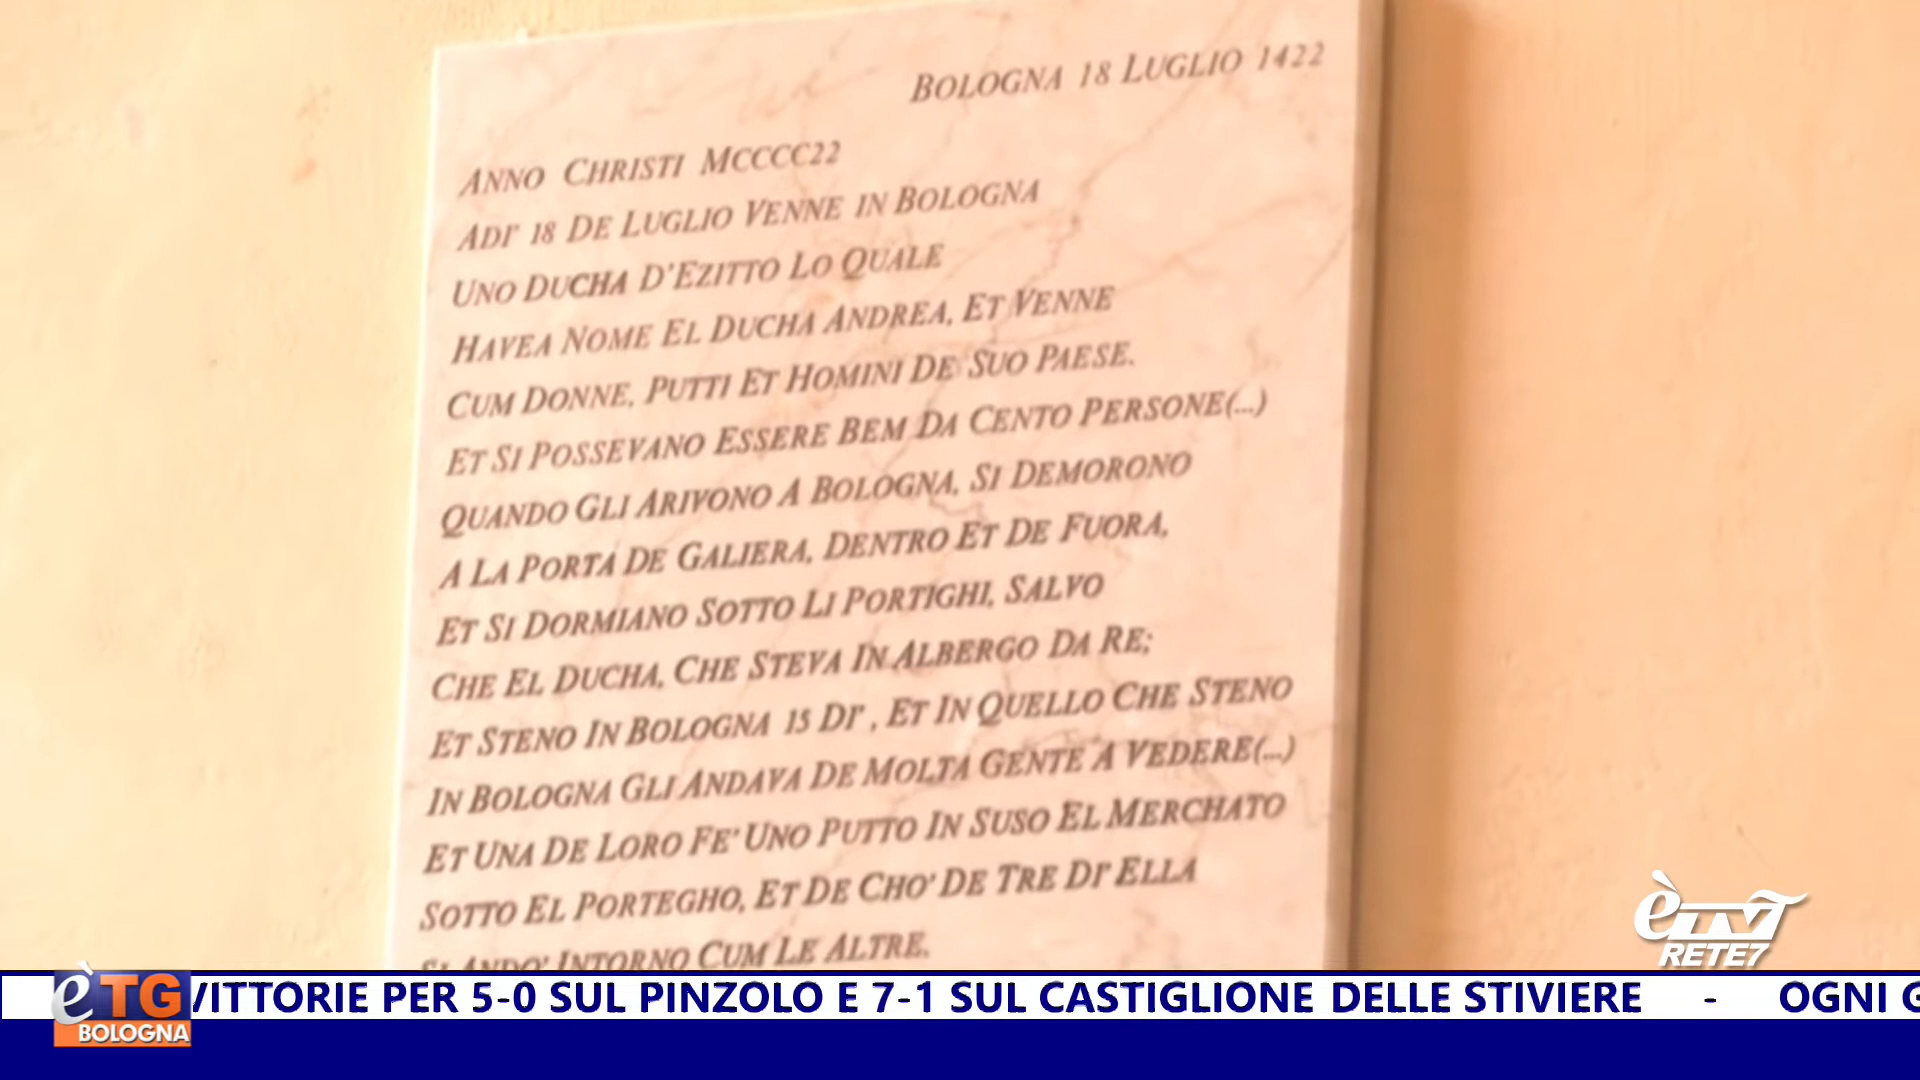 BOLOGNA 18 LUGLIO 1422
ANNO CHRISTI MCCCC22
ADI' 18 DE LUGLIO VENNE IN BOLOGNA
UNO DUCHA D'EZITTO LO QUALE
HAVEA NOME EL DUCHA ANDREA, ET VENNE
CUM DONNE, PUTTI ET HOMINI DE SUO PAESE.
ET SI POSSEVANO ESSERE BEM DA CENTO PERSONE(...)
QUANDO GLI ARIVONO A BOLOGNA, SI DEMORONO
A LA PORTA DE GALIERA, DENTRO ET DE FUORA,
ET SI DORMIANO SOTTO LI PORTIGHI, SALVO
CHE EL DUCHA, CHE STEVA IN ALBERGO DA RE;
ET STENO IN BOLOGNA 15 DI' , ET IN QUELLO CHE STENO
IN BOLOGNA GLI ANDAVA DE MOLTA GENTE A VEDERE(...)
ET UNA DE LORO FE' UNO PUTTO IN SUSO EL MERCHATO
SOTTO EL PORTEGHO, ET DE CHO' DE TRE DI' ELLA
SI ANDO' INTORNO CUM LE ALTRE.
è TV
RETE7
è TG
BOLOGNA
VITTORIE PER 5-0 SUL PINZOLO E 7-1 SUL CASTIGLIONE DELLE STIVIERE - OGNI